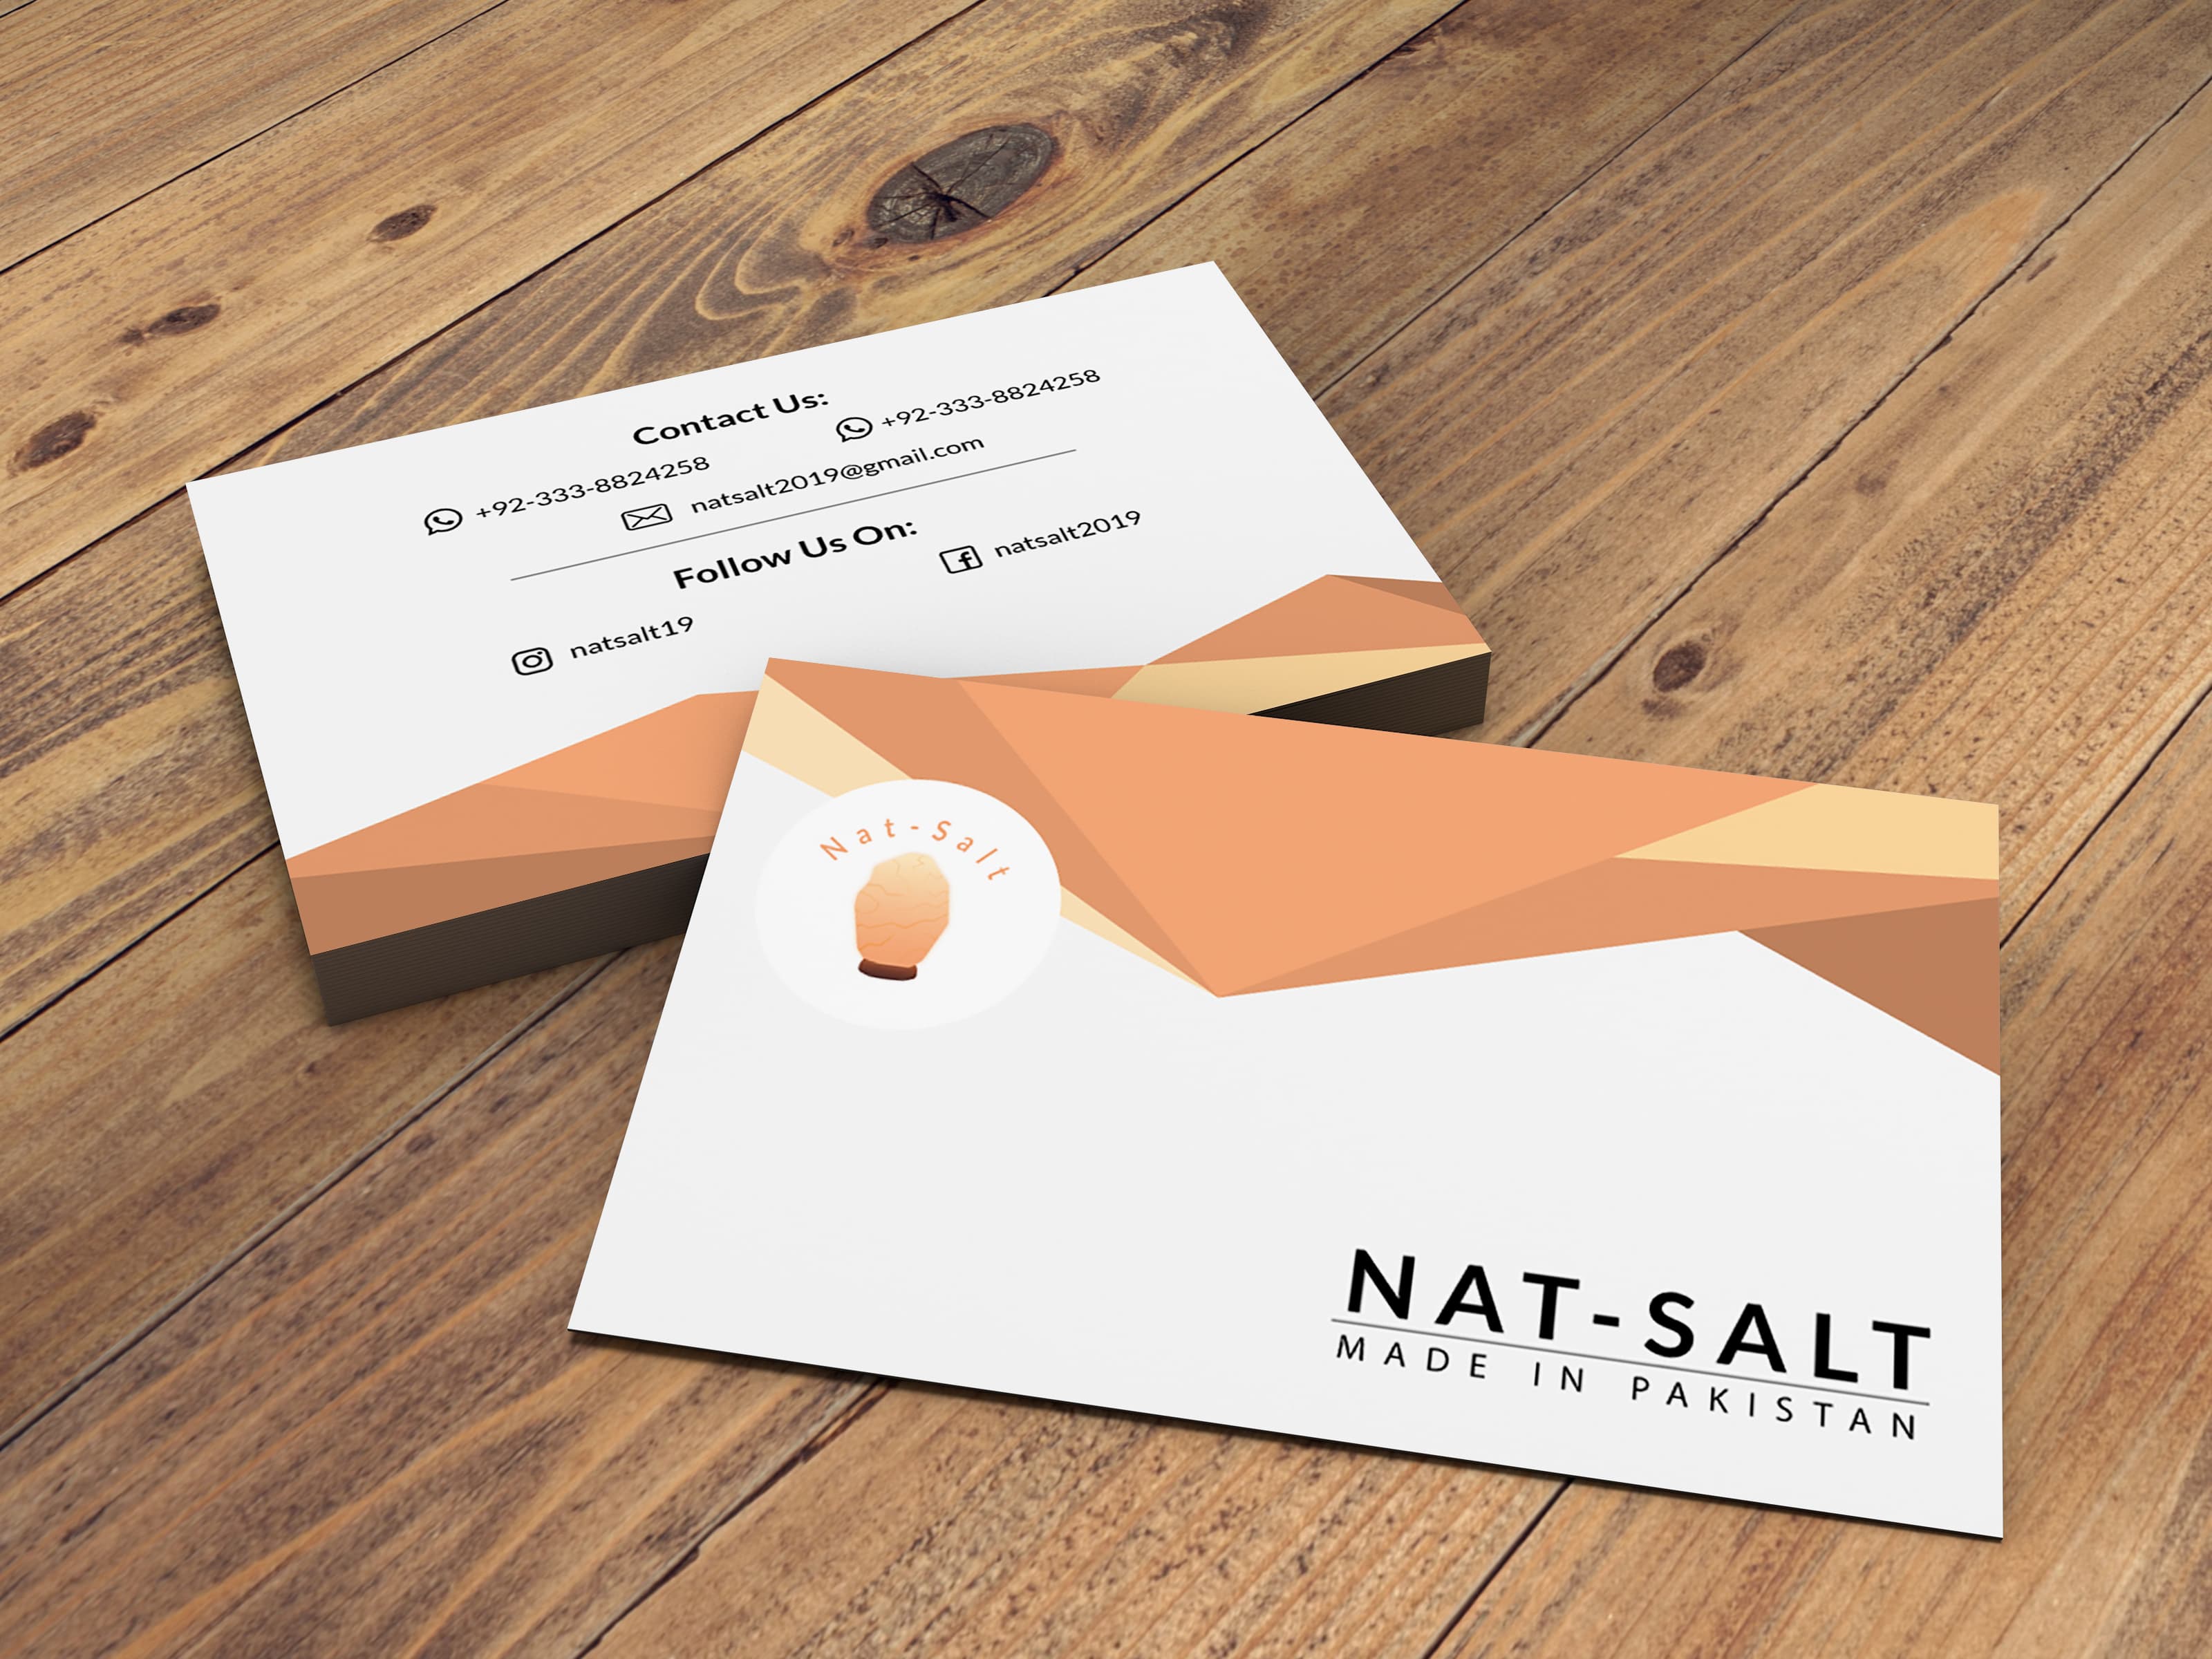 Contact Us:
+92-333-8824258
+92-333-8824258
natsalt2019@gmail.com
Follow Us On:
natsalt19
natsalt2019
Nat-Salt
NAT-SALT
MADE IN PAKISTAN